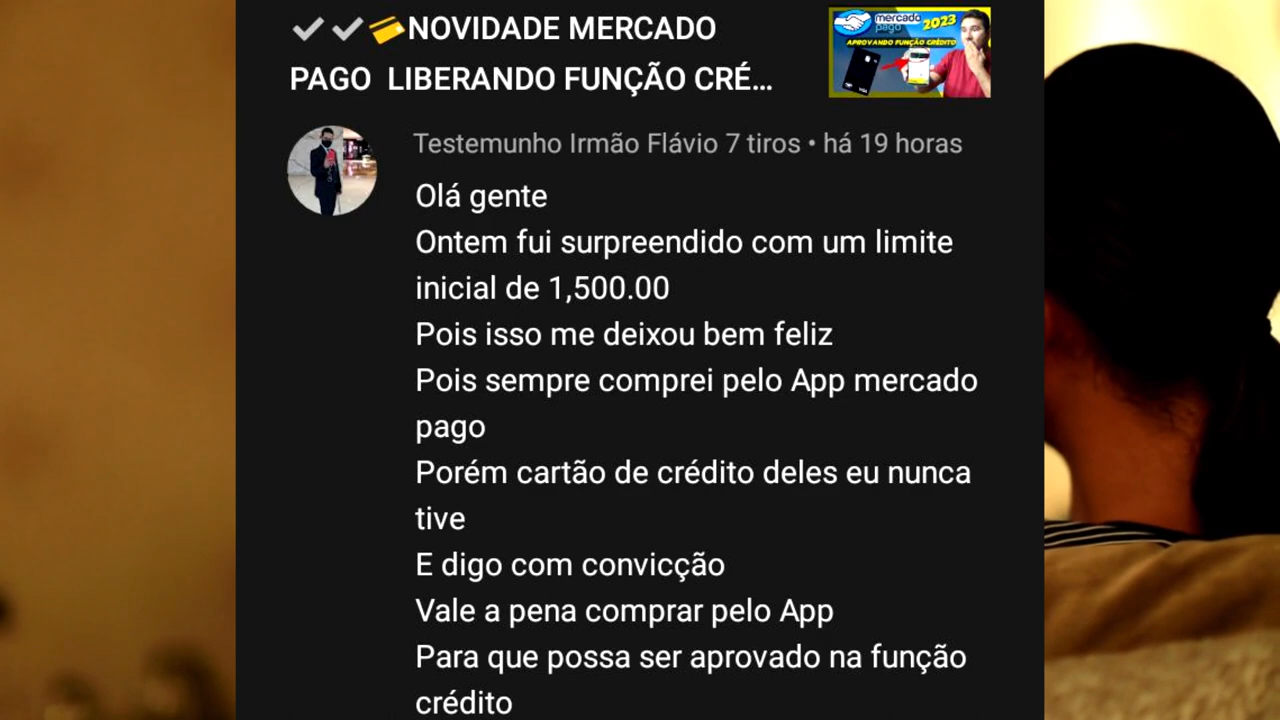 NOVIDADE MERCADO
PAGO LIBERANDO FUNÇÃO CRÉ...
mercado
pago
2023
APROVANDO FUNÇÃO CRÉDITO
Testemunho Irmão Flávio 7 tiros • há 19 horas
Olá gente
Ontem fui surpreendido com um limite
inicial de 1,500.00
Pois isso me deixou bem feliz
Pois sempre comprei pelo App mercado
pago
Porém cartão de crédito deles eu nunca
tive
E digo com convicção
Vale a pena comprar pelo App
Para que possa ser aprovado na função
crédito